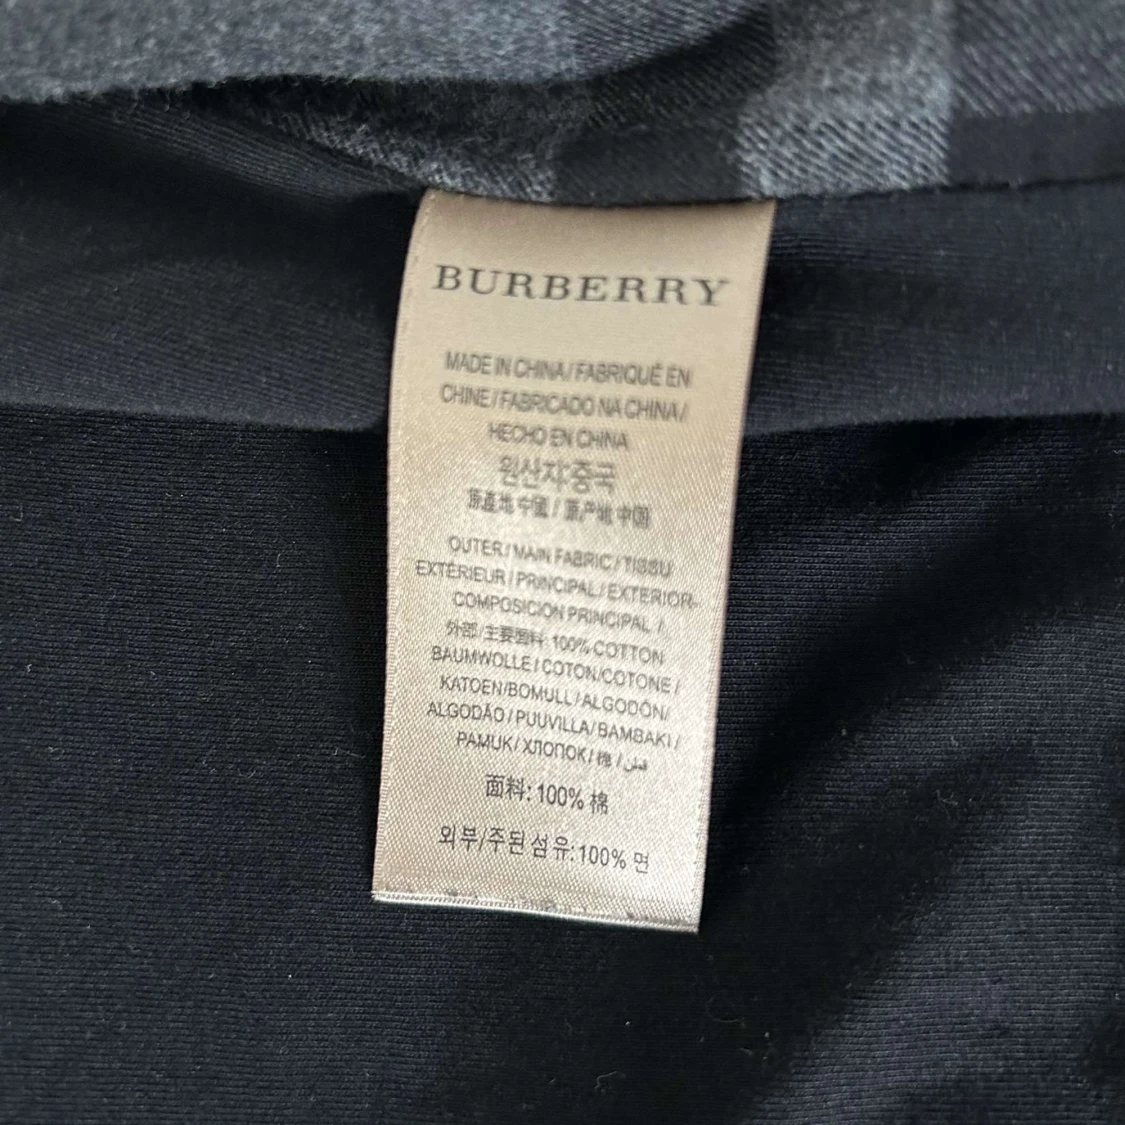 BURBERRY
MADE IN CHINA / FABRIQUÉ EN
CHINE / FABRICADO NA CHINA /
HECHO EN CHINA
원산지:중국
原產地 中國 / 原产地 中国
OUTER / MAIN FABRIC / TISSU
EXTÉRIEUR / PRINCIPAL / EXTERIOR-
COMPOSICION PRINCIPAL /
外部/主要面料: 100% COTTON
BAUMWOLLE / COTON/COTONE /
KATOEN/BOMULL / ALGODÓN/
ALGODÃO / PUUVILLA/ BAMBAKI /
PAMUK / ХЛОПОК / 棉 / قطن
面料: 100% 棉
외부/주된 섬유:100% 면